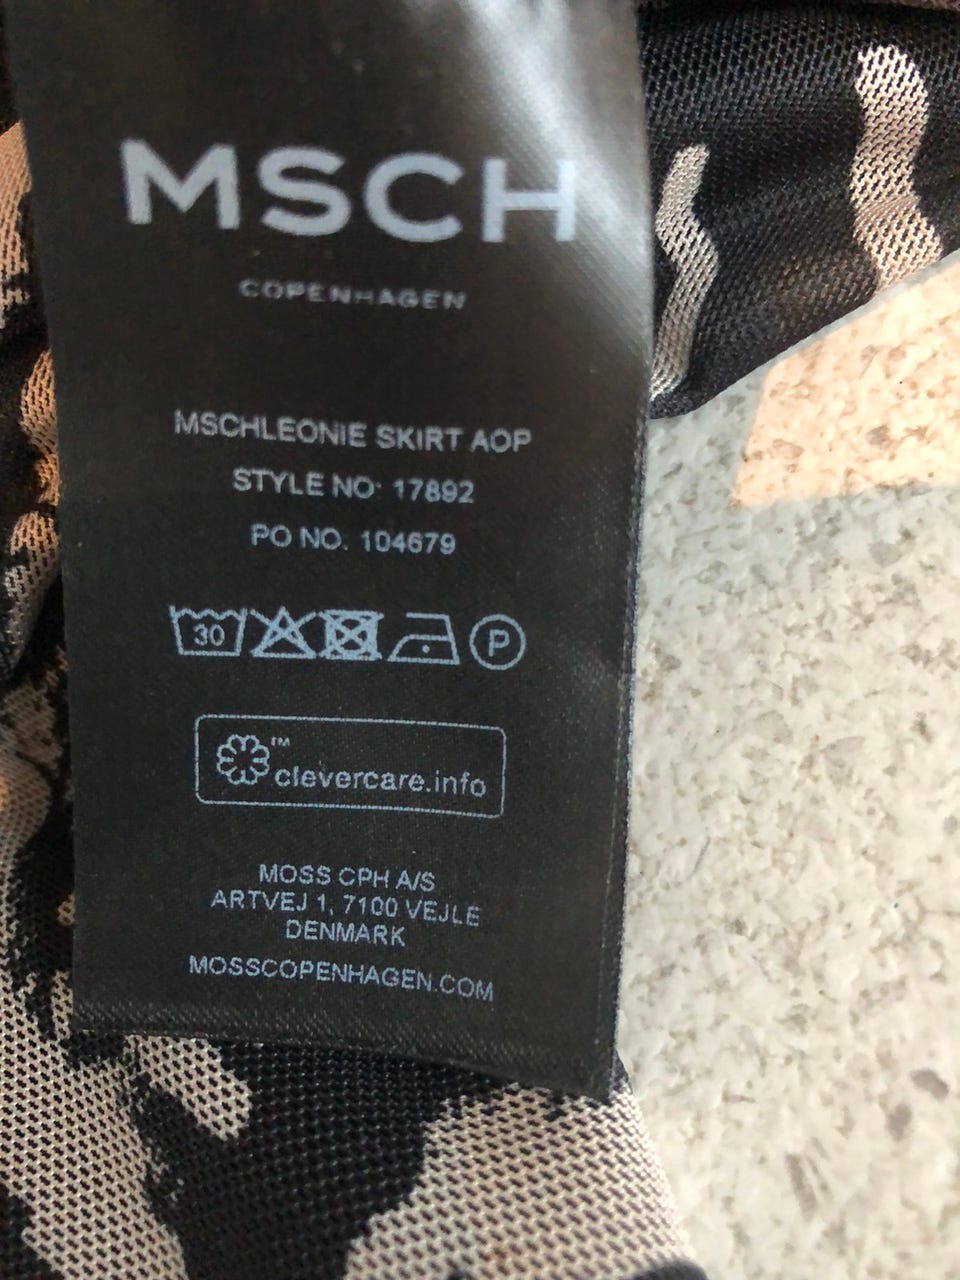 MSCH
COPENHAGEN
MSCHLEONIE SKIRT AOP
STYLE NO: 17892
PO NO. 104679
30 P
™
clevercare.info
MOSS CPH A/S
ARTVEJ 1, 7100 VEJLE
DENMARK
MOSSCOPENHAGEN.COM